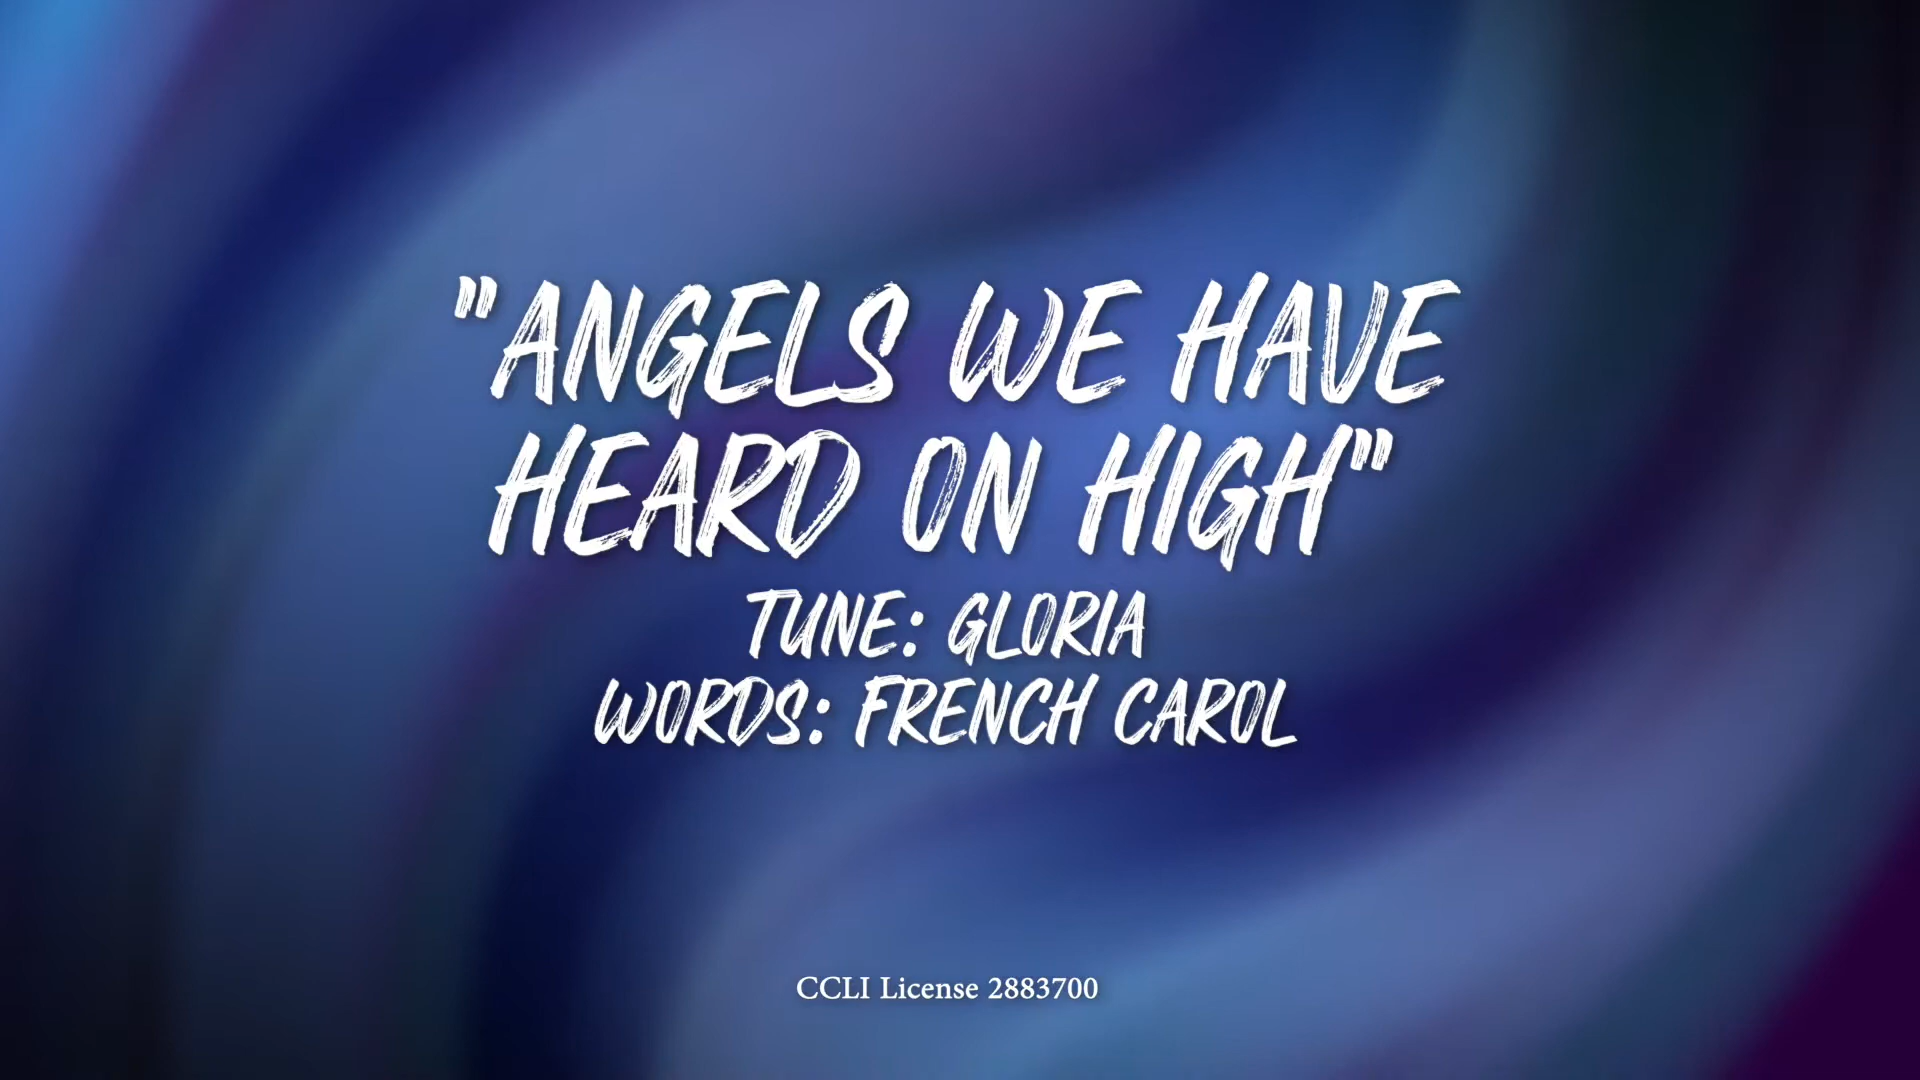 "ANGELS WE HAVE
HEARD ON HIGH"
TUNE: GLORIA
WORDS: FRENCH CAROL
CCLI License 2883700